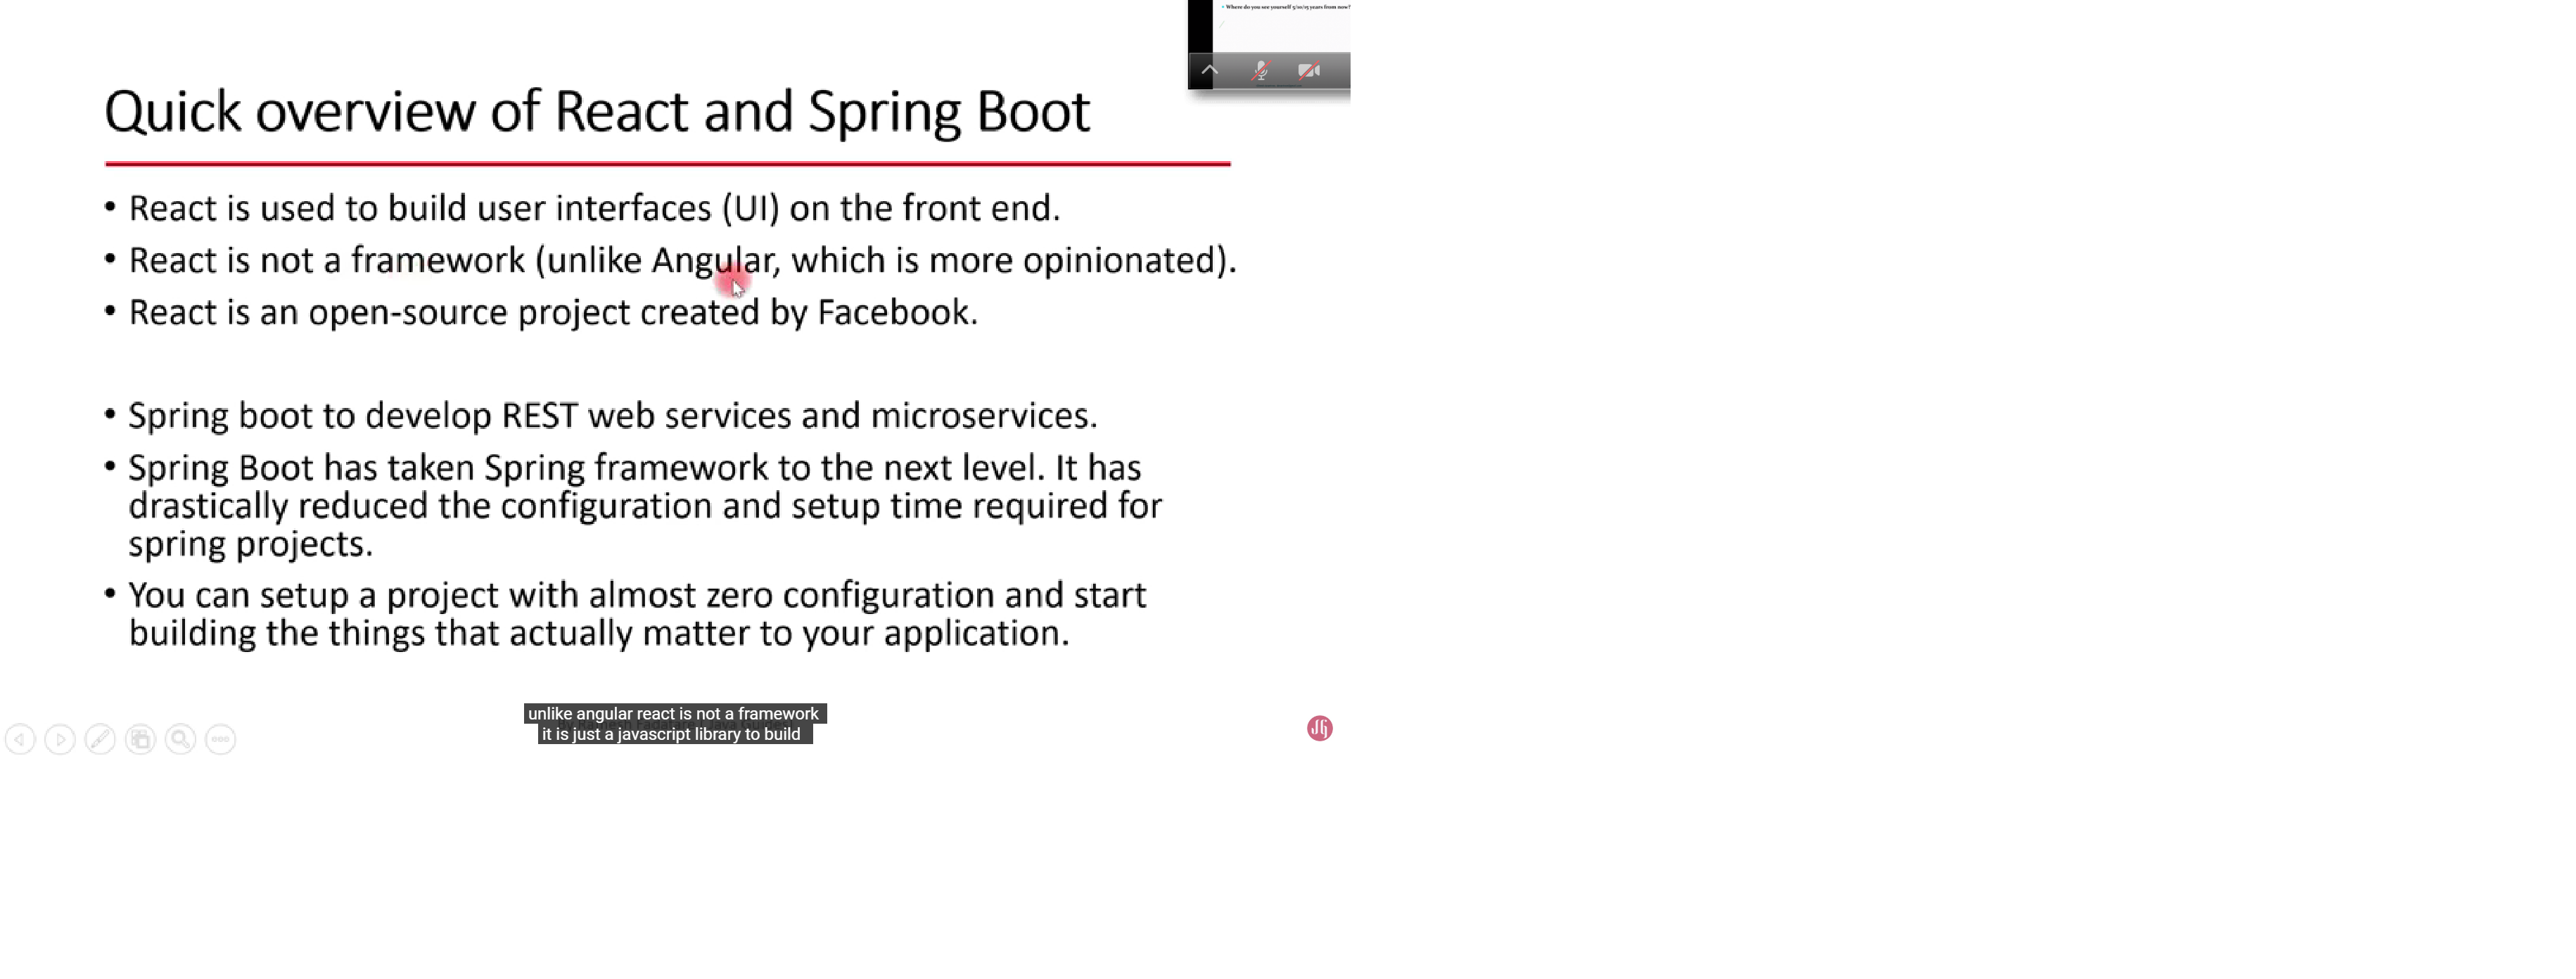 • Where do you see yourself 5/10/15 years from now?
Quick overview of React and Spring Boot
• React is used to build user interfaces (UI) on the front end.
• React is not a framework (unlike Angular, which is more opinionated).
• React is an open-source project created by Facebook.
• Spring boot to develop REST web services and microservices.
• Spring Boot has taken Spring framework to the next level. It has
drastically reduced the configuration and setup time required for
spring projects.
• You can setup a project with almost zero configuration and start
building the things that actually matter to your application.
unlike angular react is not a framework
it is just a javascript library to build